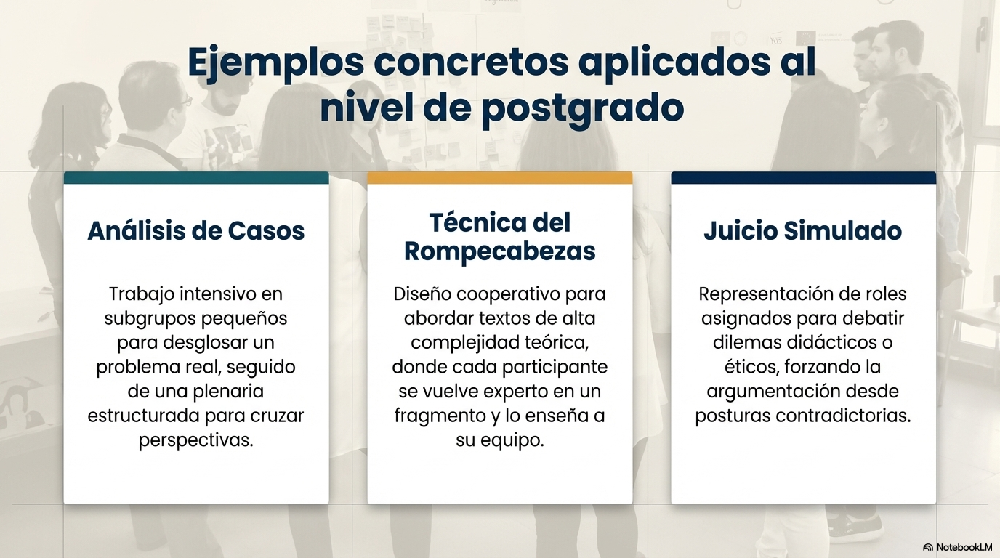 Ejemplos concretos aplicados al
nivel de postgrado
Análisis de Casos
Trabajo intensivo en
subgrupos pequeños
para desglosar un
problema real, seguido
de una plenaria
estructurada para cruzar
perspectivas.
Técnica del
Rompecabezas
Diseño cooperativo para
abordar textos de alta
complejidad teórica,
donde cada participante
se vuelve experto en un
fragmento y lo enseña a
su equipo.
Juicio Simulado
Representación de roles
asignados para debatir
dilemas didácticos o
éticos, forzando la
argumentación desde
posturas contradictorias.
NotebookLM